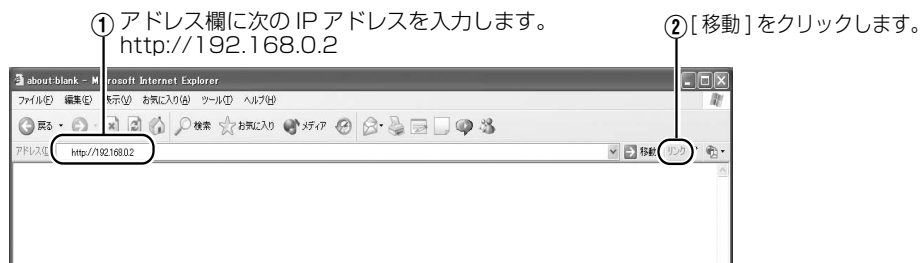 ① アドレス欄に次の IP アドレスを入力します。
http://192.168.0.2
② [ 移動 ] をクリックします。
about:blank - Microsoft Internet Explorer
ファイル(F) 編集(E) 表示(V) お気に入り(A) ツール(T) ヘルプ(H)
戻る 検索 お気に入り メディア
アドレス(D) http://192.168.0.2 移動 リンク